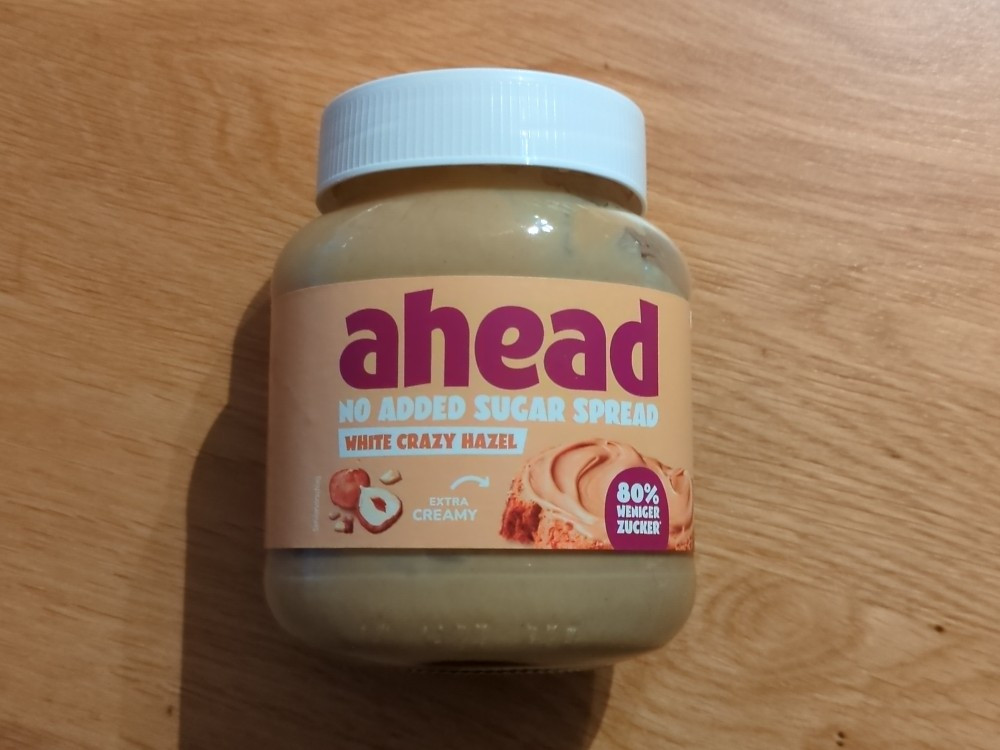 ahead
NO ADDED SUGAR SPREAD
WHITE CRAZY HAZEL
EXTRA
CREAMY
80%
WENIGER
ZUCKER*